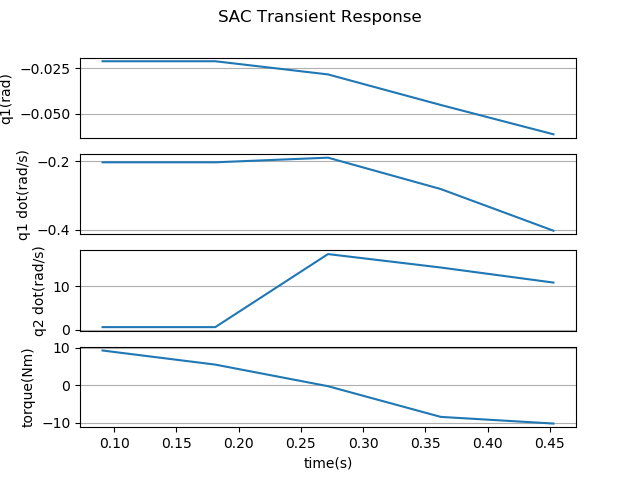 SAC Transient Response
q1(rad)
−0.025
−0.050
q1 dot(rad/s)
−0.2
−0.4
q2 dot(rad/s)
10
0
torque(Nm)
10
0
−10
0.10 0.15 0.20 0.25 0.30 0.35 0.40 0.45
time(s)